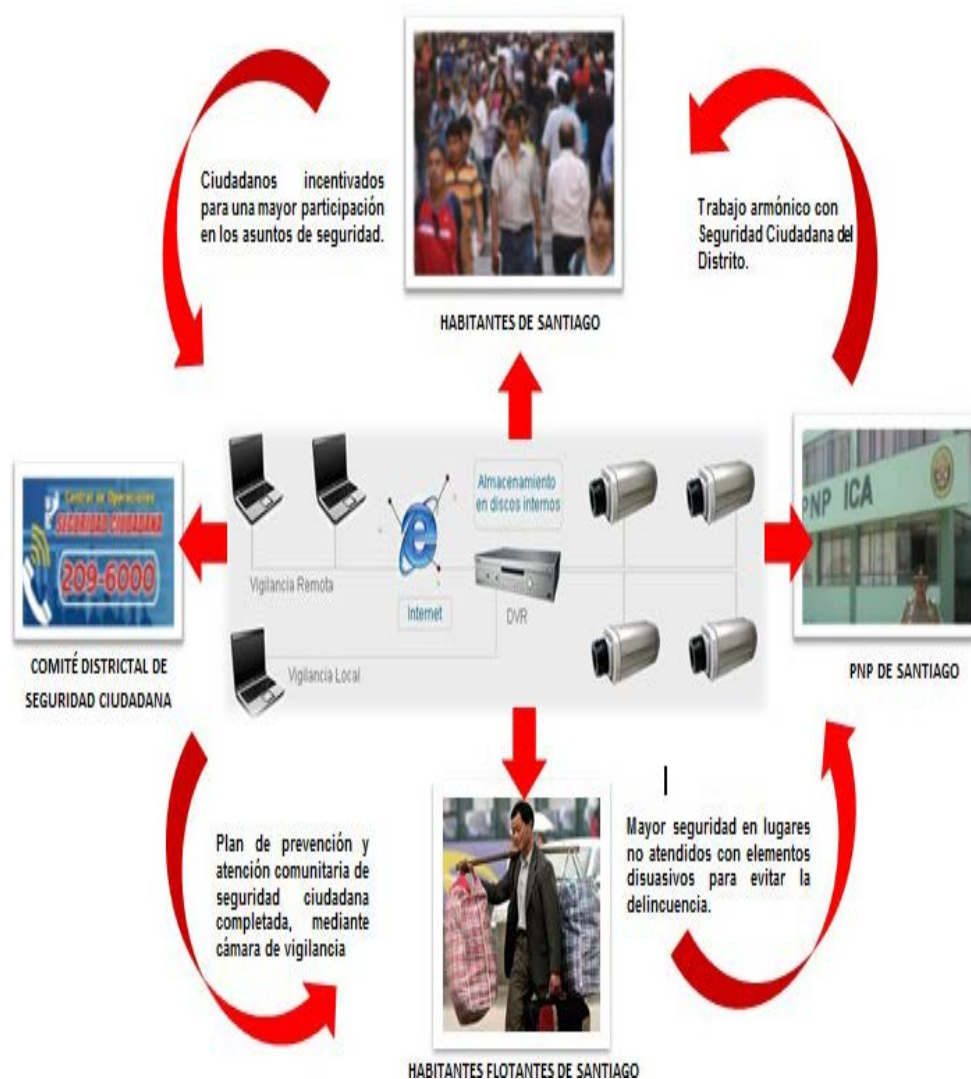 Ciudadanos incentivados
para una mayor participación
en los asuntos de seguridad.
Trabajo armónico con
Seguridad Ciudadana del
Distrito.
HABITANTES DE SANTIAGO
Central de Operaciones
SEGURIDAD CIUDADANA
209-6000
COMITÉ DISTRICTAL DE
SEGURIDAD CIUDADANA
Almacenamiento
en discos internos
Vigilancia Remota
Internet
DVR
Vigilancia Local
PNP ICA
PNP DE SANTIAGO
Plan de prevención y
atención comunitaria de
seguridad ciudadana
completada, mediante
cámara de vigilancia
Mayor seguridad en lugares
no atendidos con elementos
disuasivos para evitar la
delincuencia.
HABITANTES FLOTANTES DE SANTIAGO